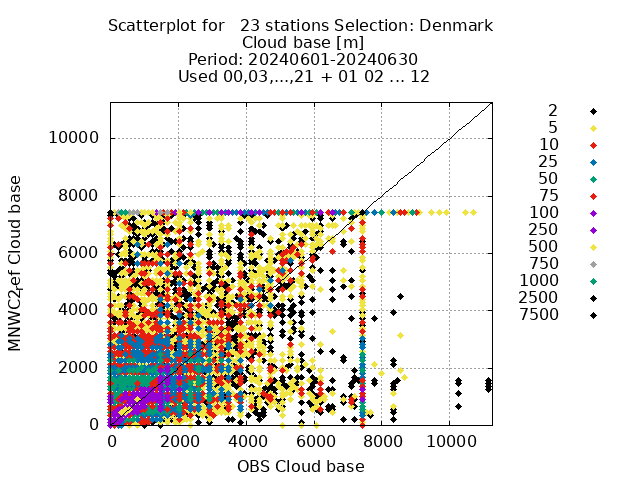 Scatterplot for   23 stations Selection: Denmark
Cloud base [m]
Period: 20240601-20240630
Used 00,03,...,21 + 01 02 ... 12
MNWC2,ef Cloud base
10000
8000
6000
4000
2000
0
0 2000 4000 6000 8000 10000
OBS Cloud base
2
5
10
25
50
75
100
250
500
750
1000
2500
7500